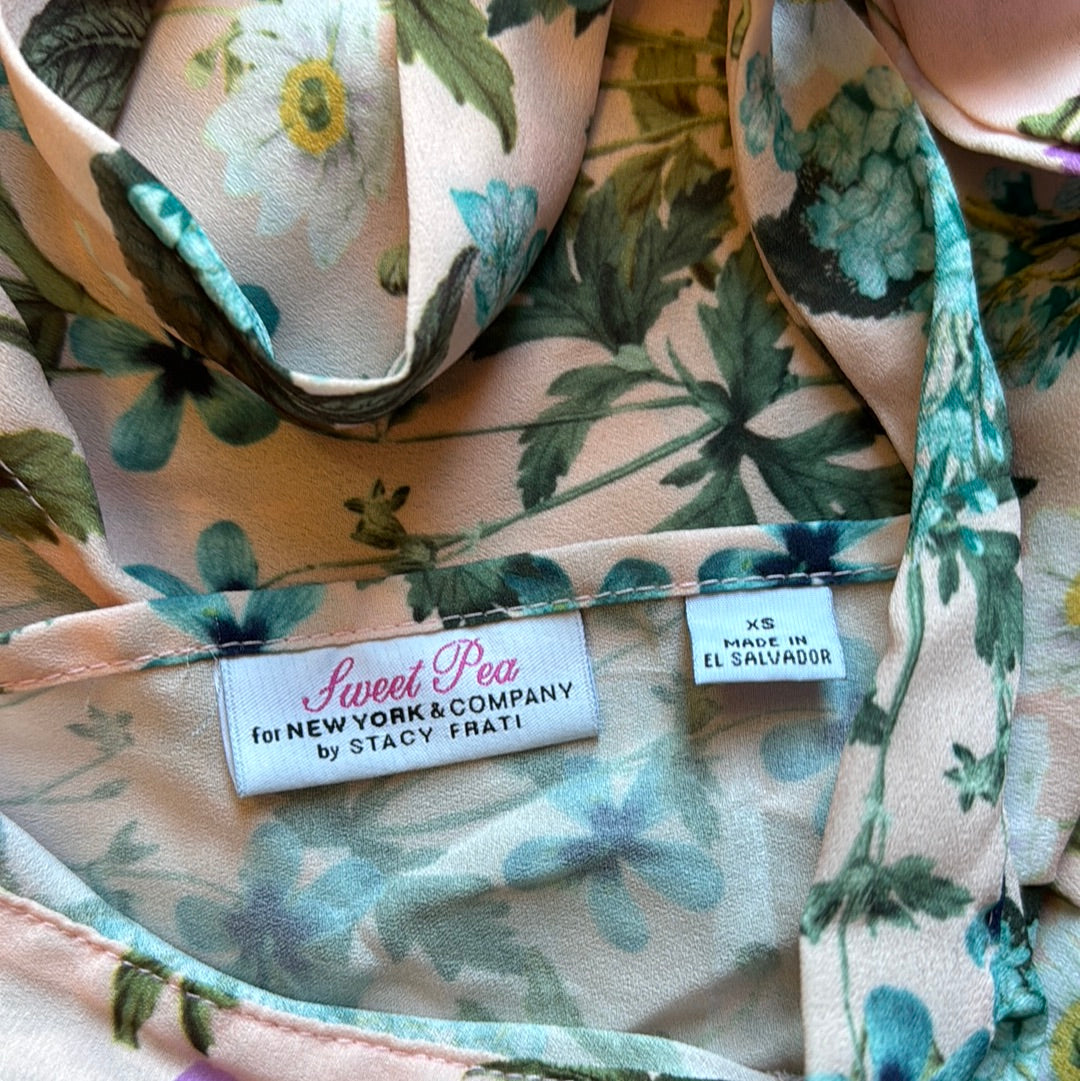 Sweet Pea
for NEW YORK & COMPANY
by STACY FRATI
XS
MADE IN
EL SALVADOR